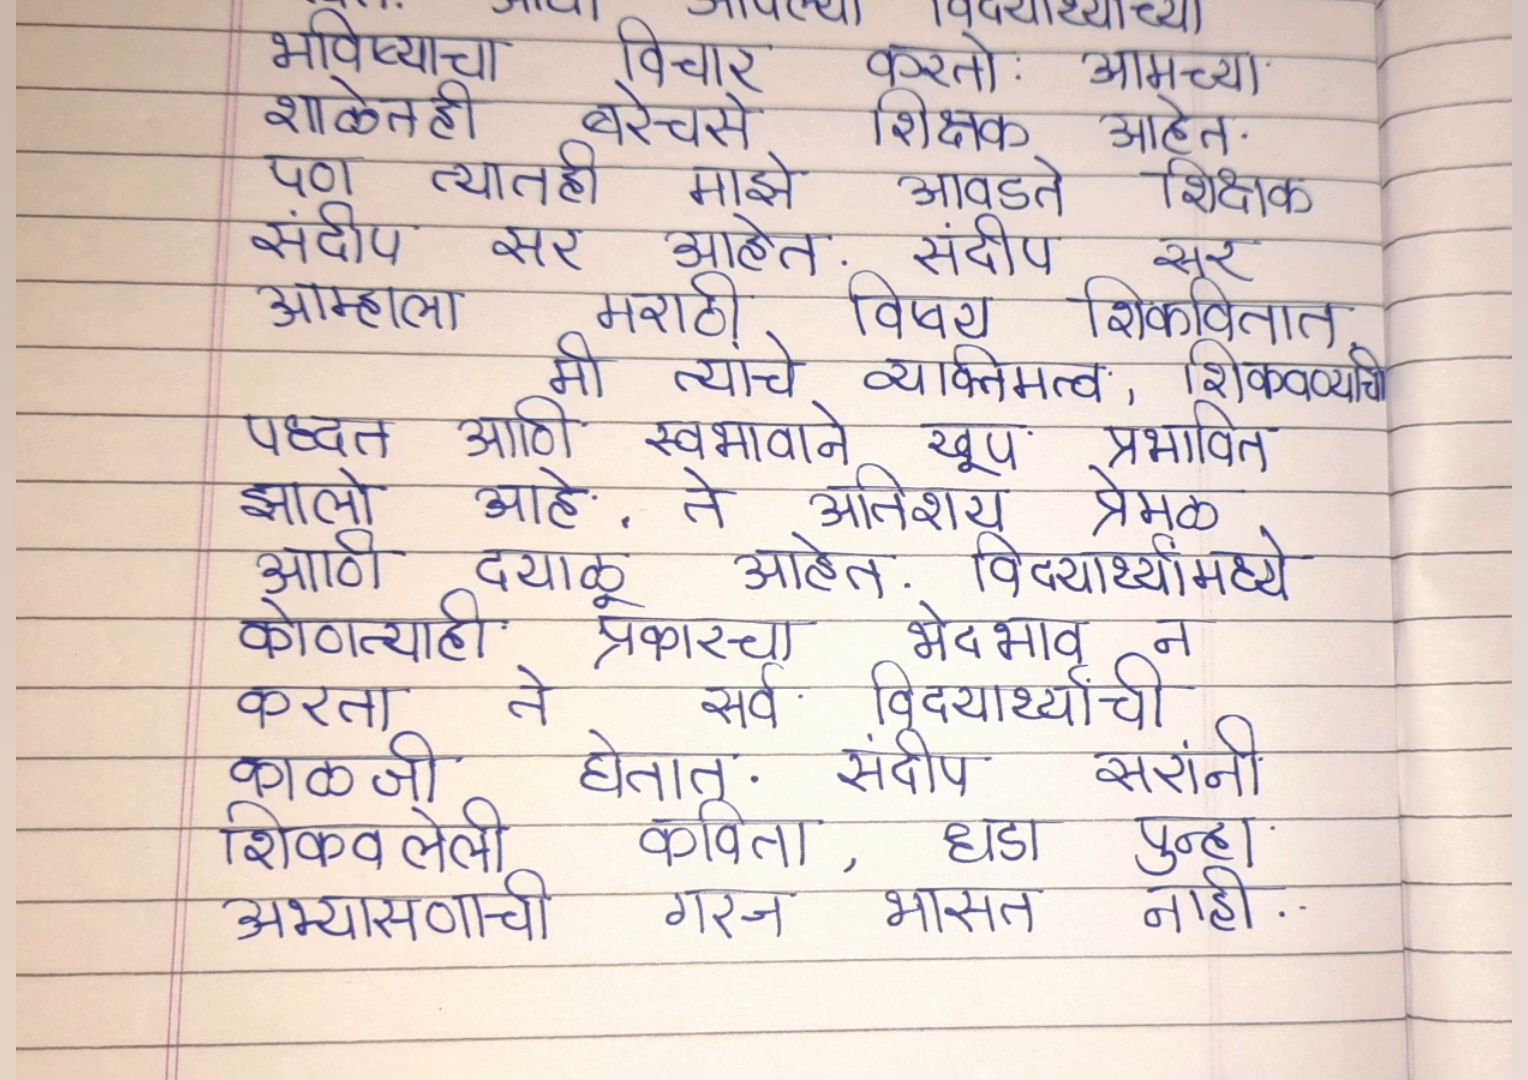 आपल्या विदयार्थ्यांच्या
भविष्याचा विचार करतो. आमच्या
शाळेतही बरेचसे शिक्षक आहेत.
पण त्यातही माझे आवडते शिक्षक
संदीप सर आहेत. संदीप सर
आम्हाला मराठी विषय शिकवितात.
मी त्यांचे व्यक्तिमत्व, शिकवण्याची
पध्दत आणि स्वभावाने खूप प्रभावित
झालो आहे. ते अतिशय प्रेमळ
आणि दयाळू आहेत. विदयार्थ्यांमध्ये
कोणत्याही प्रकारचा भेदभाव न
करता ते सर्व विदयार्थ्यांची
काळजी घेतात. संदीप सरांनी
शिकवलेली कविता, धडा पुन्हा
अभ्यासणाची गरज भासत नाही..